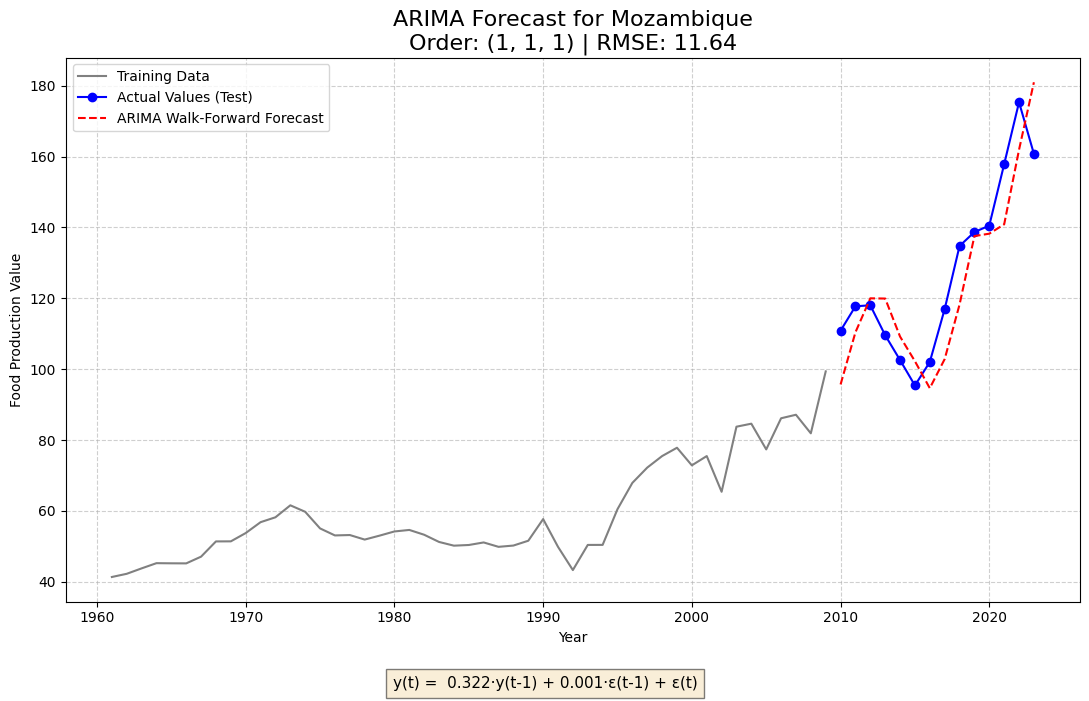 ARIMA Forecast for Mozambique
Order: (1, 1, 1) | RMSE: 11.64
Training Data
Actual Values (Test)
ARIMA Walk-Forward Forecast
Food Production Value
180
160
140
120
100
80
60
40
1960
1970
1980
1990
2000
2010
2020
Year
y(t) =  0.322·y(t-1) + 0.001·ε(t-1) + ε(t)